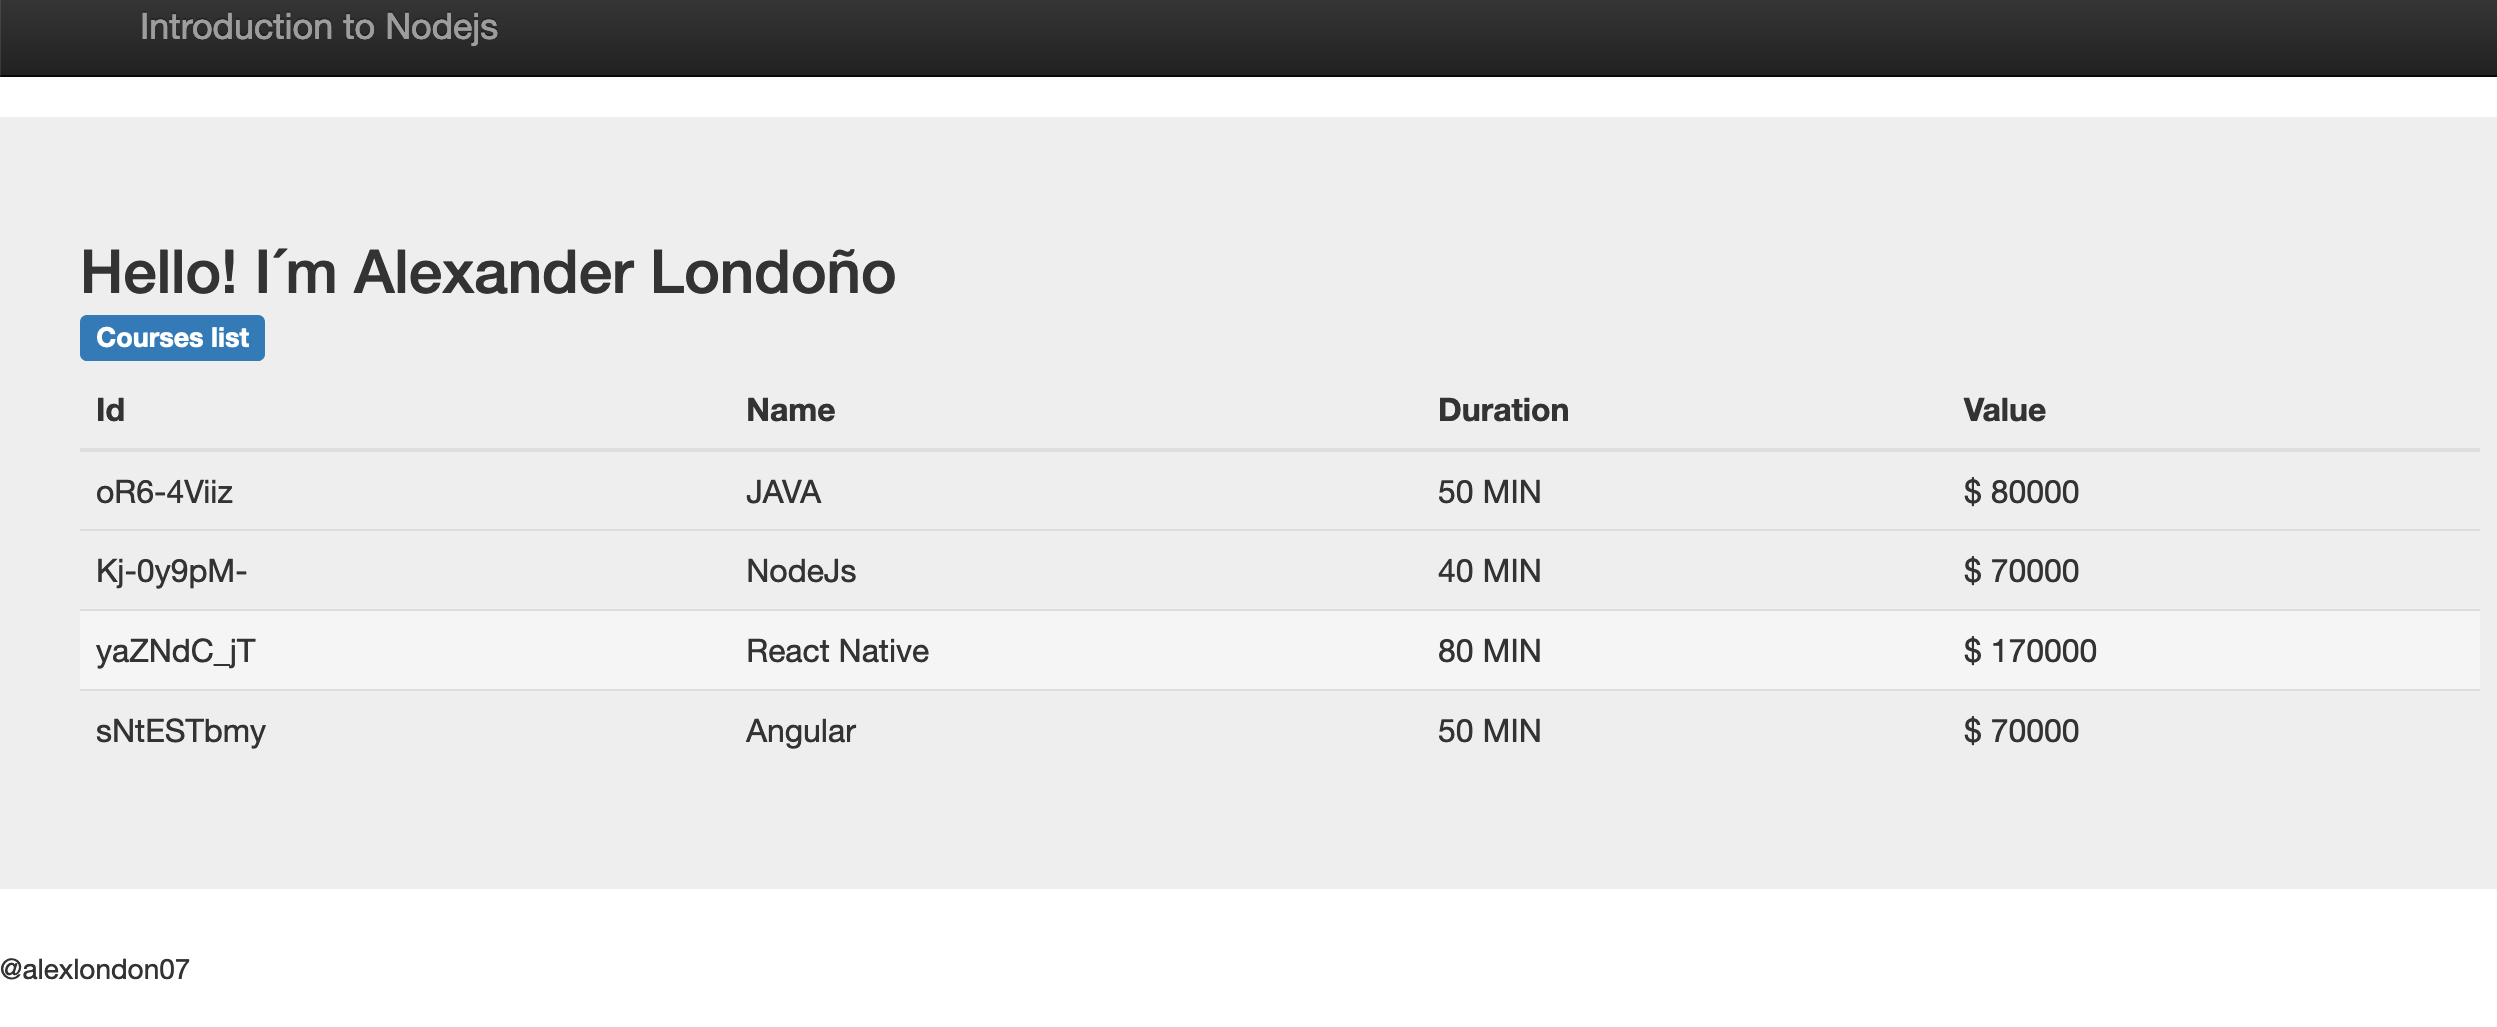 Introduction to Nodejs
Hello! I´m Alexander Londoño
Courses list
Id Name Duration Value
oR6-4Viiz JAVA 50 MIN $ 80000
Kj-0y9pM- NodeJs 40 MIN $ 70000
yaZNdC_jT React Native 80 MIN $ 170000
sNtESTbmy Angular 50 MIN $ 70000
@alexlondon07